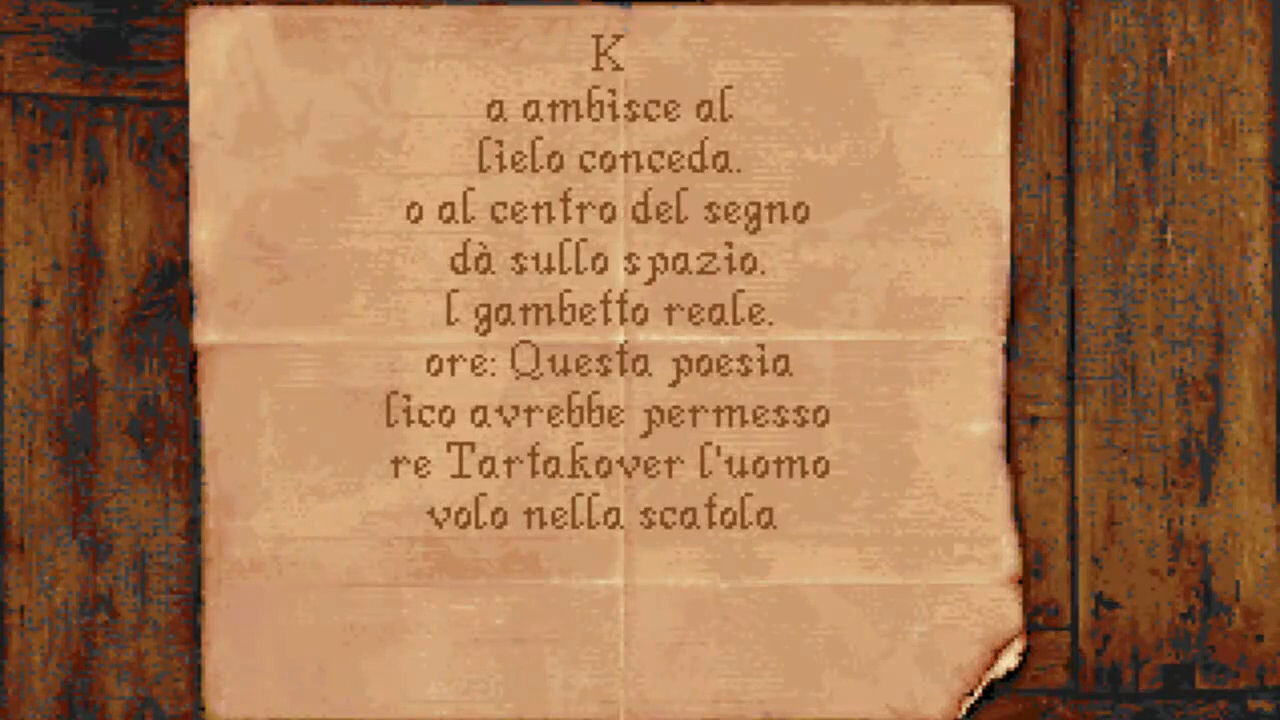 K
a ambisce al
lielo conceda.
o al centro del segno
dà sullo spazio.
l gambetto reale.
ore: Questa poesia
lico avrebbe permesso
re Tartakover l'uomo
volo nella scatola